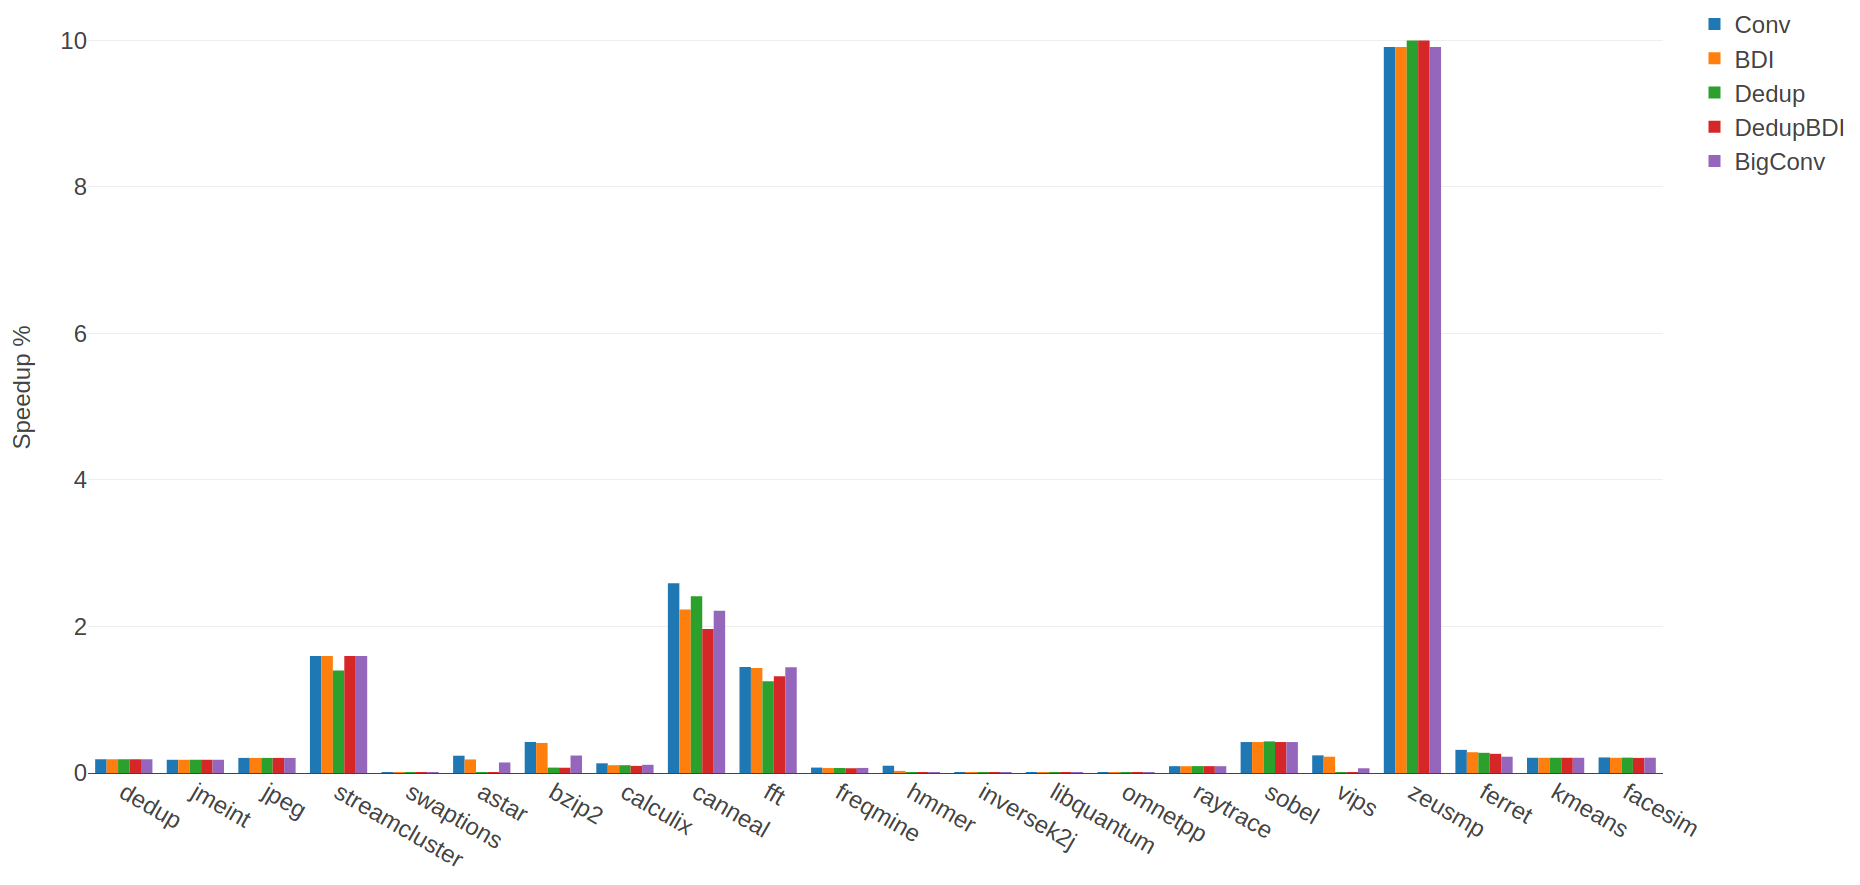 Speedup %
10
8
6
4
2
0
dedup
jmeint
jpeg
streamcluster
swaptions
astar
bzip2
calculix
canneal
fft
freqmine
hmmer
inversek2j
libquantum
omnetpp
raytrace
sobel
vips
zeusmp
ferret
kmeans
facesim
Conv
BDI
Dedup
DedupBDI
BigConv